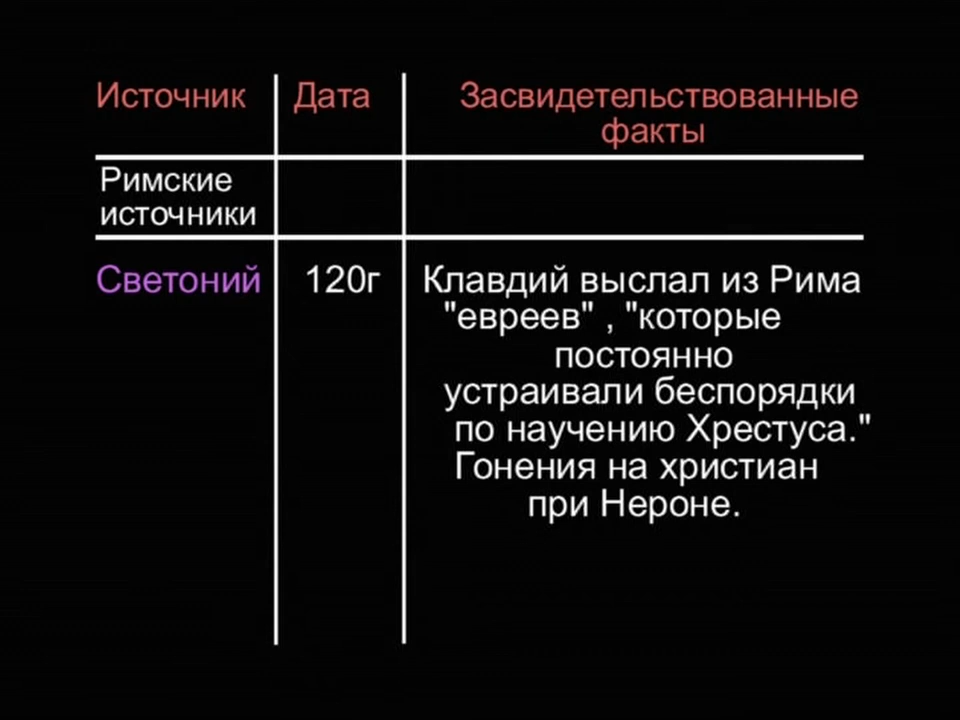 Источник Дата Засвидетельствованные
факты
Римские
источники
Светоний 120г Клавдий выслал из Рима
"евреев" , "которые
постоянно
устраивали беспорядки
по научению Хрестуса."
Гонения на христиан
при Нероне.